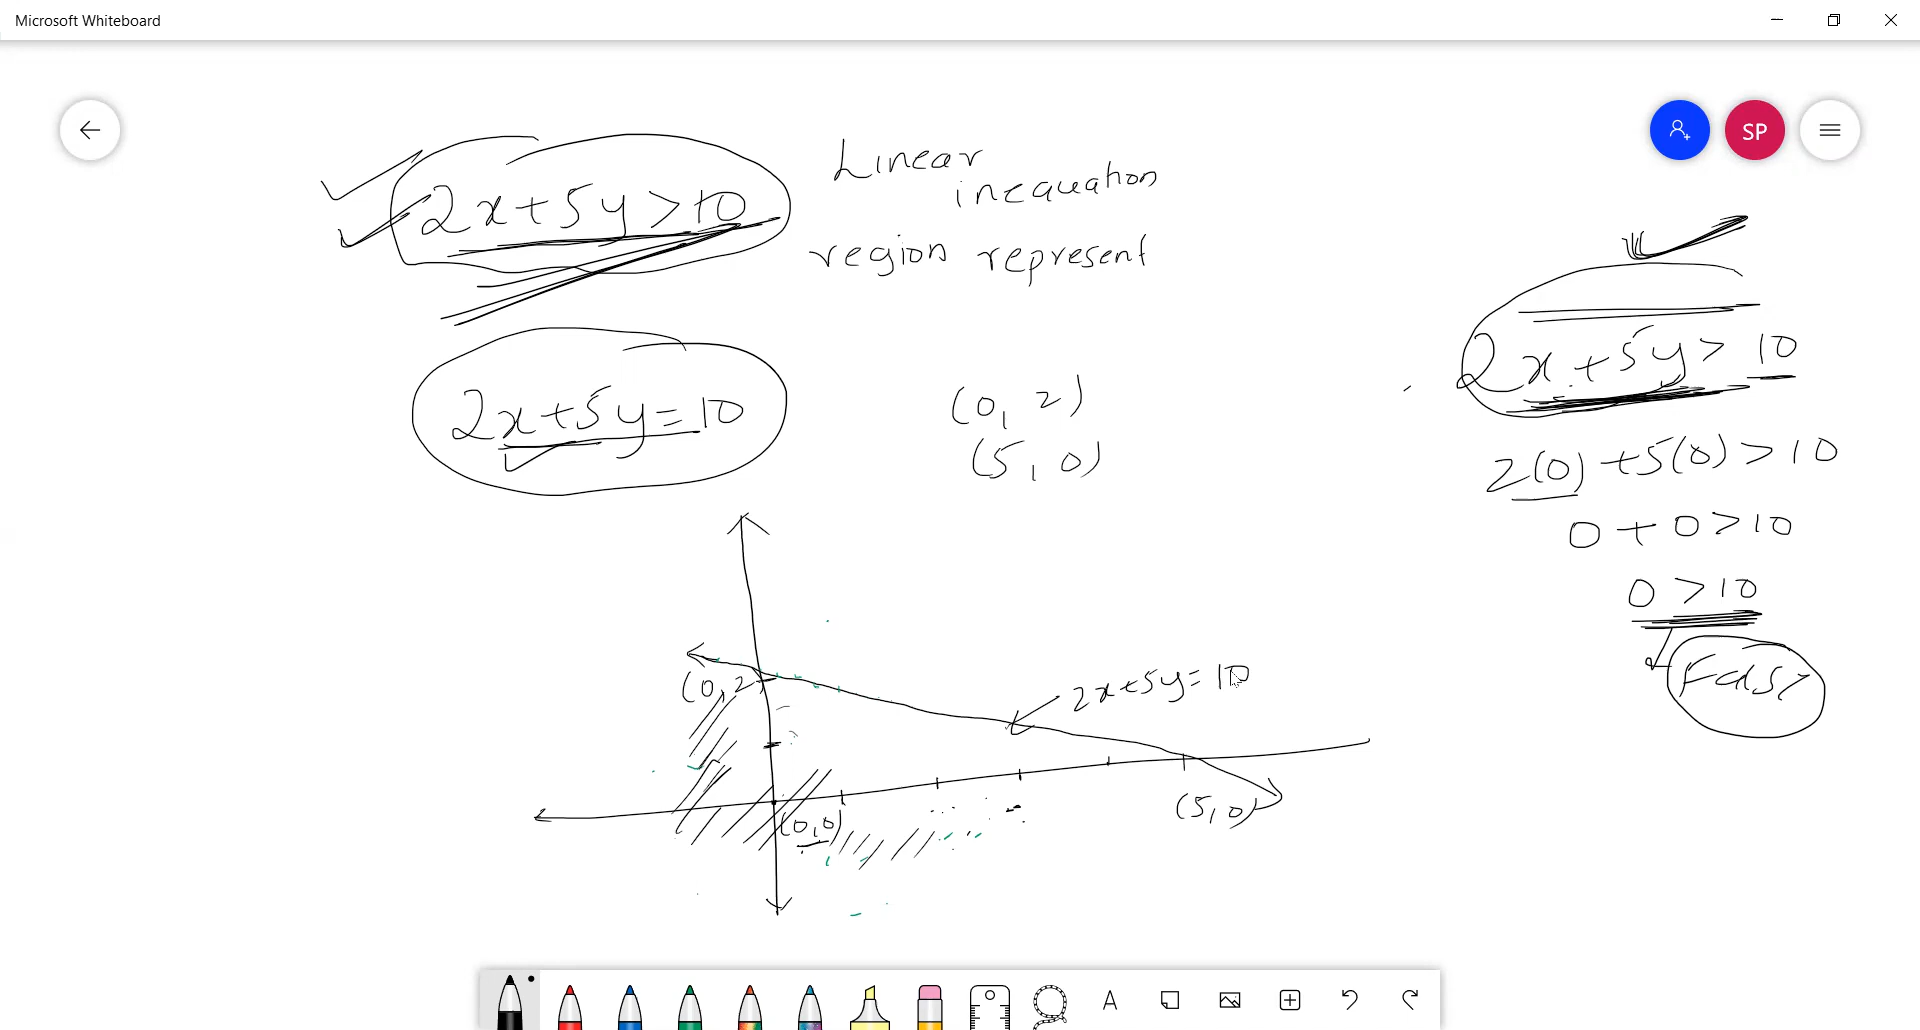 Microsoft Whiteboard
SP
2x+5y>10
Linear
inequation
region represent
2x+5y=10
(0, 2)
(5, 0)
2x+5y>10
2(0)+5(0)>10
0+0>10
0>10
False
(0,2)
2x+5y=10
(5,0)
(0,0)
A